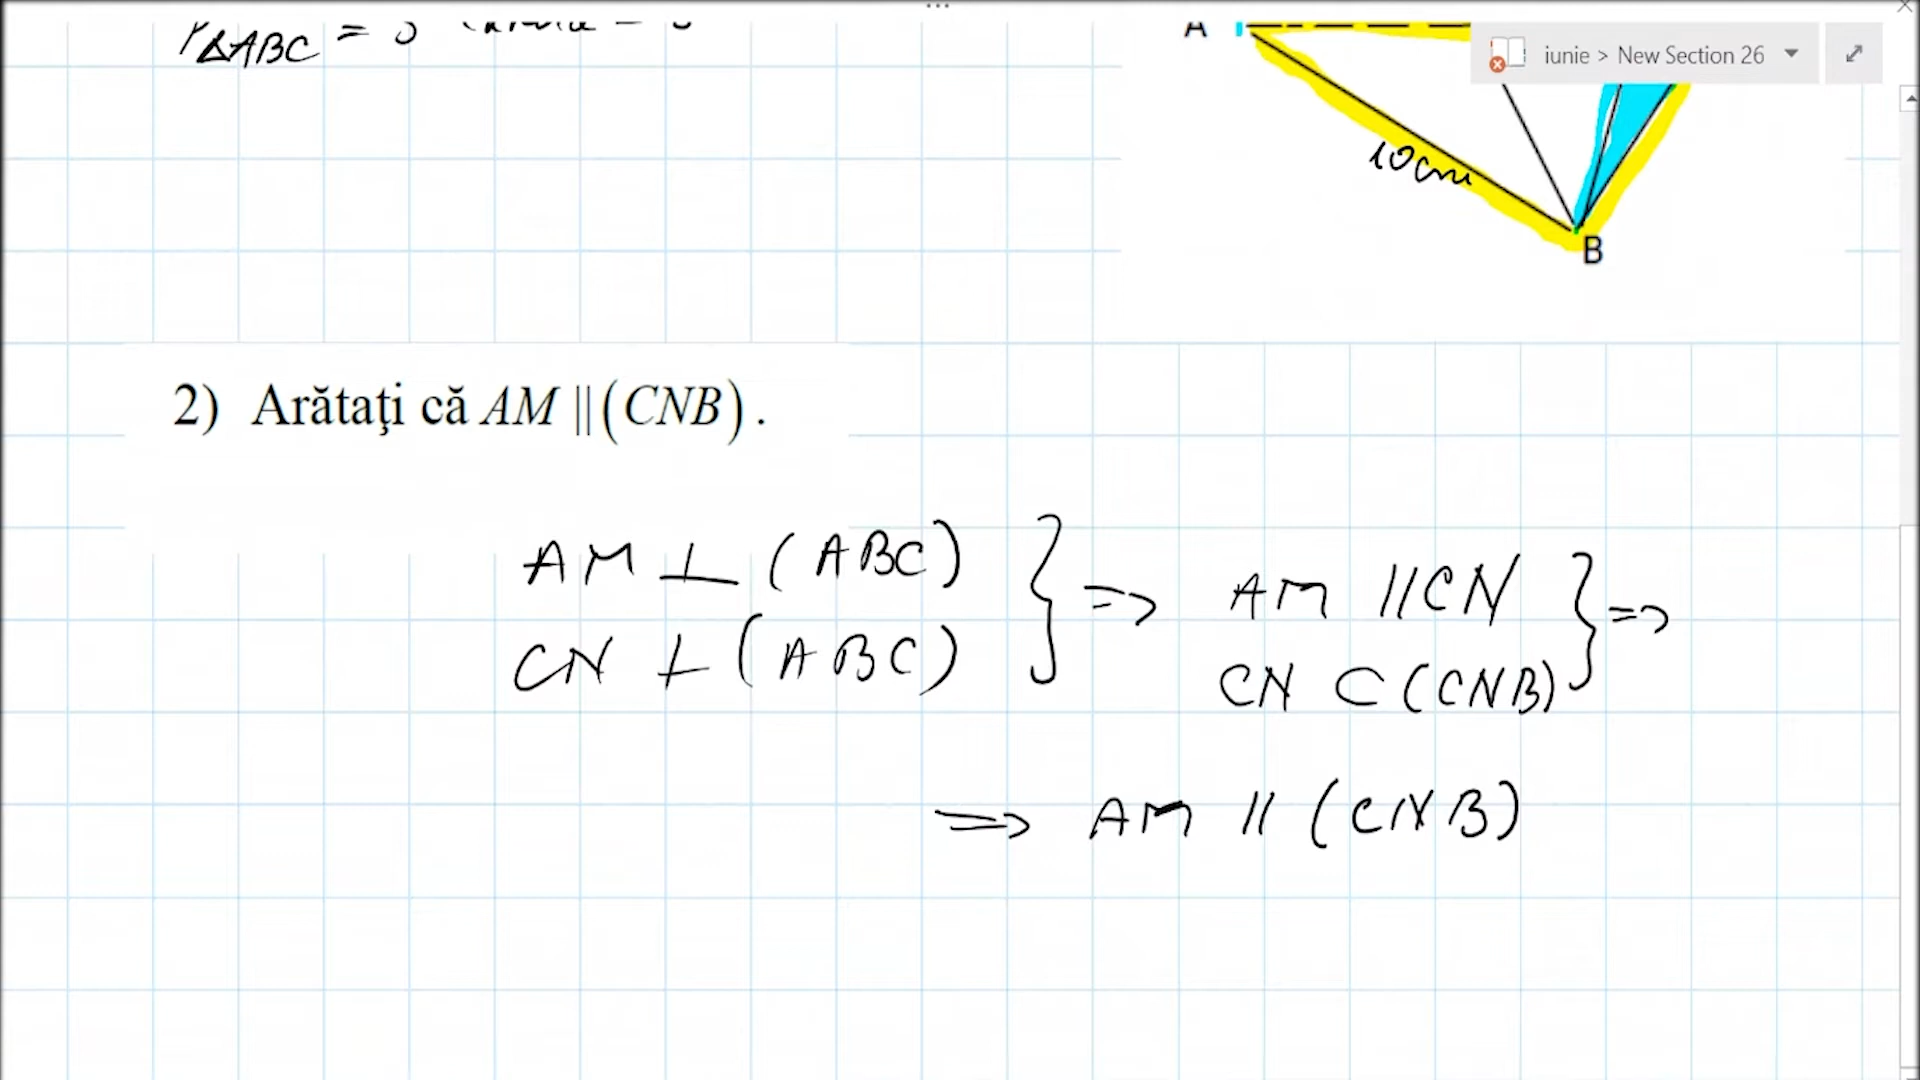 iunie > New Section 26
P∆ABC =
A
10cm
B
2) Arătaţi că AM || (CNB).
AM ⊥ (ABC)
CN ⊥ (ABC)
} => AM // CN
CN ⊂ (CNB) } =>
=> AM // (CNB)